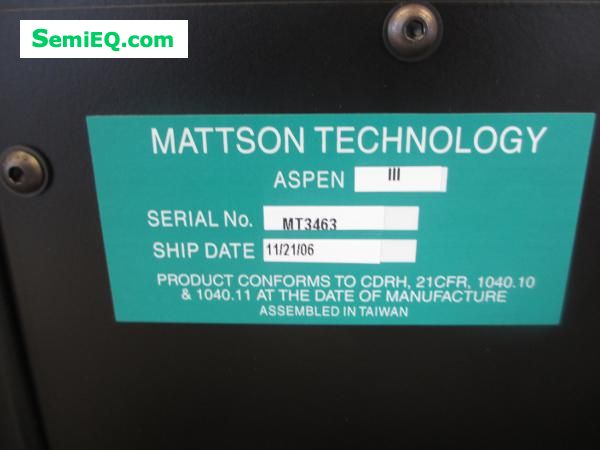 SemiEQ.com
MATTSON TECHNOLOGY
ASPEN III
SERIAL No. MT3463
SHIP DATE 11/21/06
PRODUCT CONFORMS TO CDRH, 21CFR, 1040.10
& 1040.11 AT THE DATE OF MANUFACTURE
ASSEMBLED IN TAIWAN